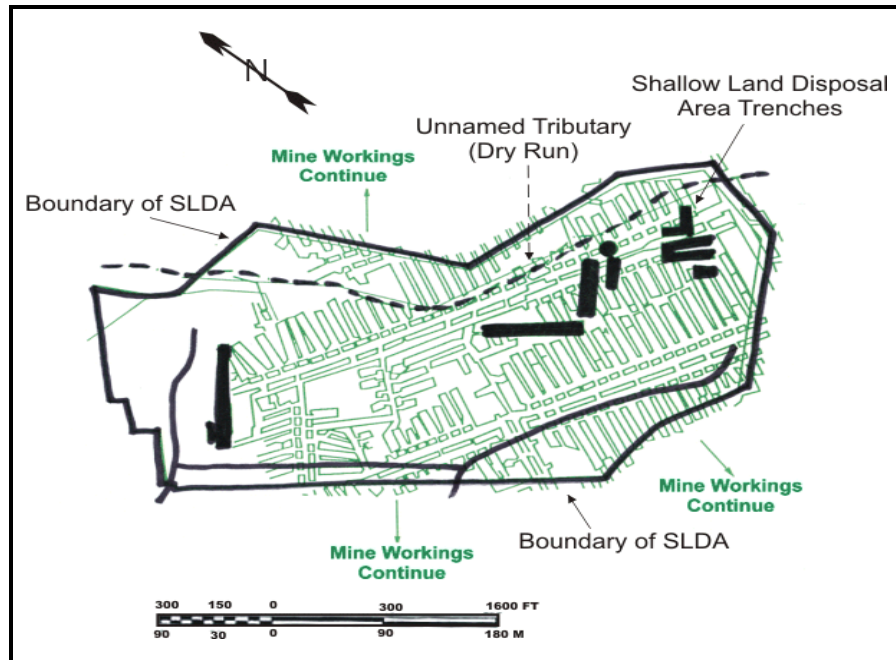 N
Shallow Land Disposal
Area Trenches
Unnamed Tributary
(Dry Run)
Mine Workings
Continue
Boundary of SLDA
Mine Workings
Continue
Mine Workings
Continue
Boundary of SLDA
300 150 0 300 1600 FT
90 30 0 90 180 M